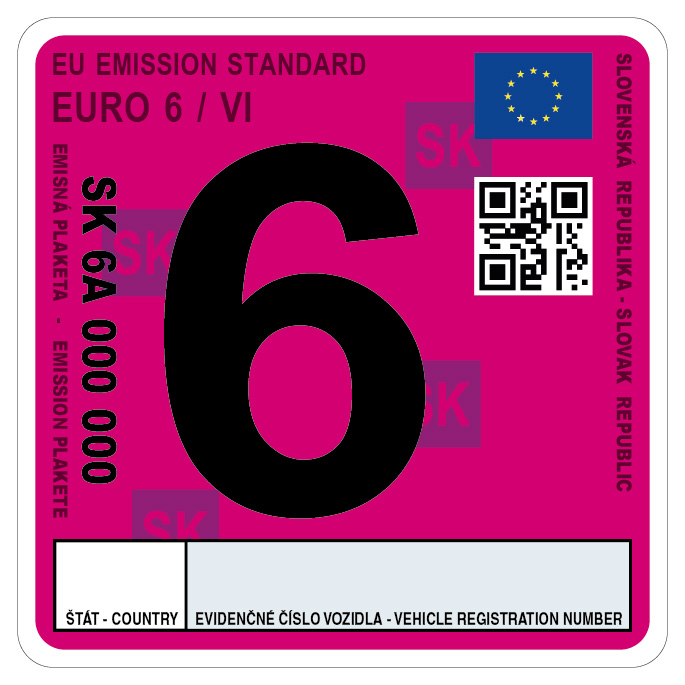 EU EMISSION STANDARD
EURO 6 / VI
EMISNÁ PLAKETA - EMISSION PLAKETE
SK 6A 000 000
SK
SK
6
SK
SK
SLOVENSKÁ REPUBLIKA - SLOVAK REPUBLIC
ŠTÁT - COUNTRY
EVIDENČNÉ ČÍSLO VOZIDLA - VEHICLE REGISTRATION NUMBER